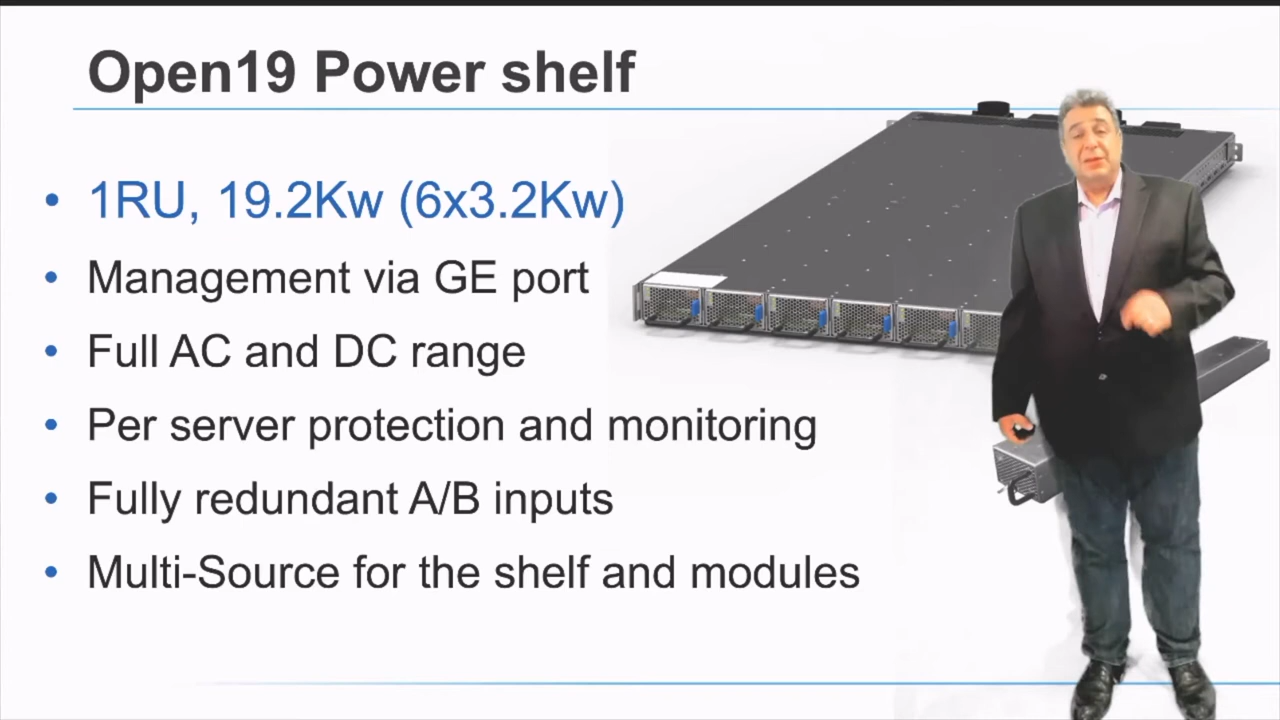 Open19 Power shelf
• 1RU, 19.2Kw (6x3.2Kw)
• Management via GE port
• Full AC and DC range
• Per server protection and monitoring
• Fully redundant A/B inputs
• Multi-Source for the shelf and modules